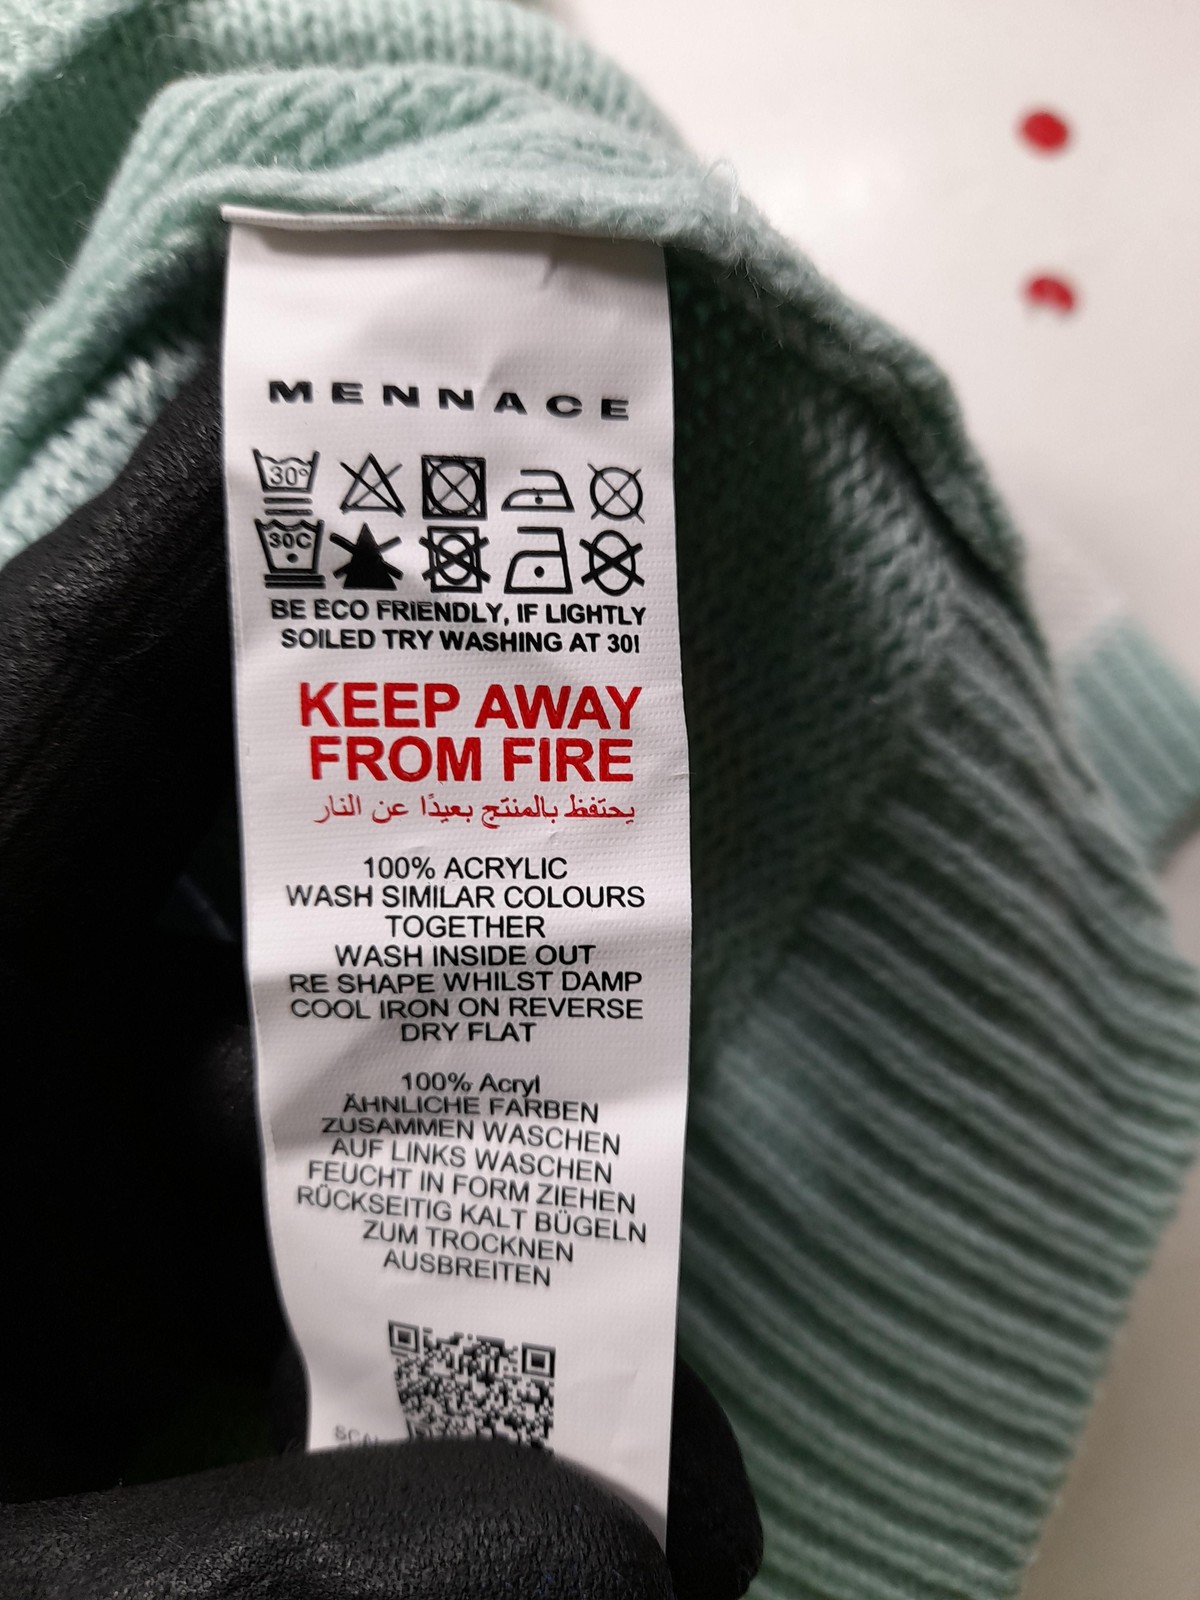 MENNACE
30°
30C
BE ECO FRIENDLY, IF LIGHTLY
SOILED TRY WASHING AT 30!
KEEP AWAY
FROM FIRE
يحتفظ بالمنتج بعيدًا عن النار
100% ACRYLIC
WASH SIMILAR COLOURS
TOGETHER
WASH INSIDE OUT
RE SHAPE WHILST DAMP
COOL IRON ON REVERSE
DRY FLAT
100% Acryl
ÄHNLICHE FARBEN
ZUSAMMEN WASCHEN
AUF LINKS WASCHEN
FEUCHT IN FORM ZIEHEN
RÜCKSEITIG KALT BÜGELN
ZUM TROCKNEN
AUSBREITEN